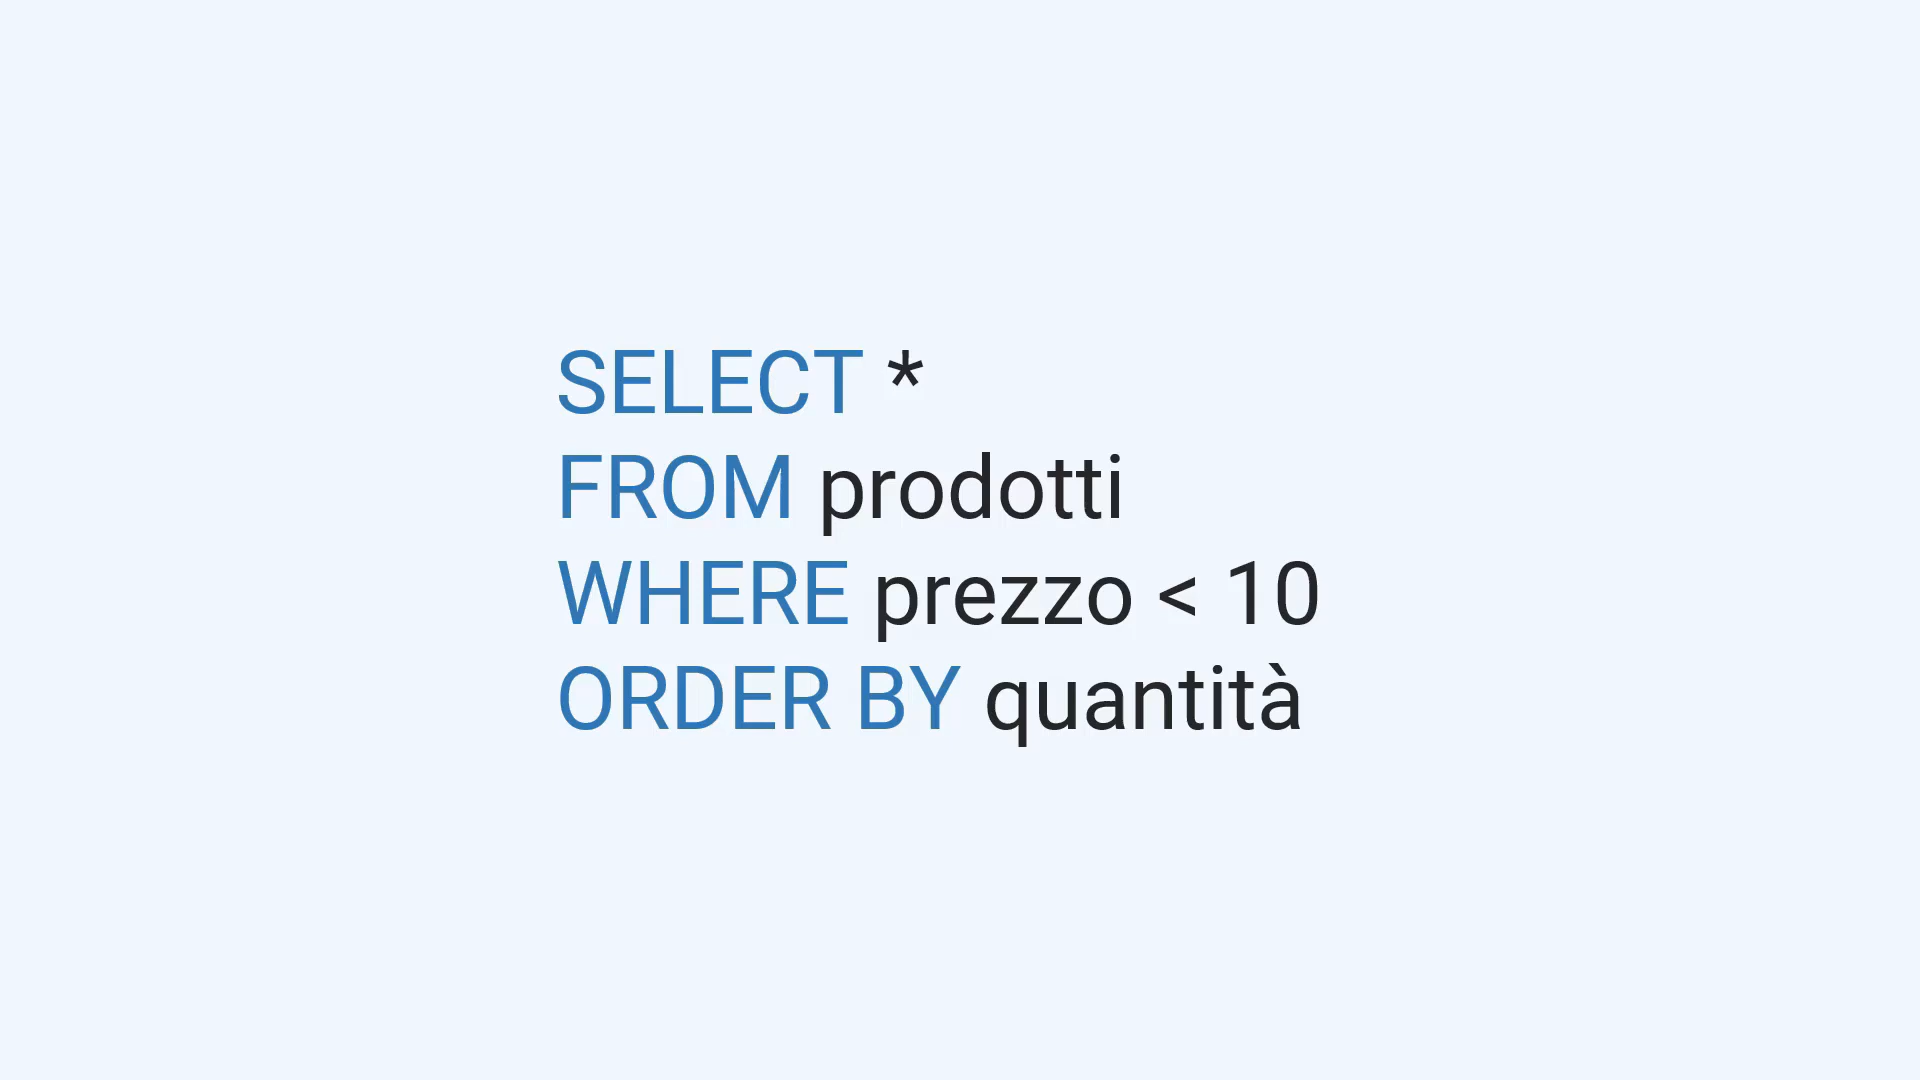 SELECT *
FROM prodotti
WHERE prezzo < 10
ORDER BY quantità